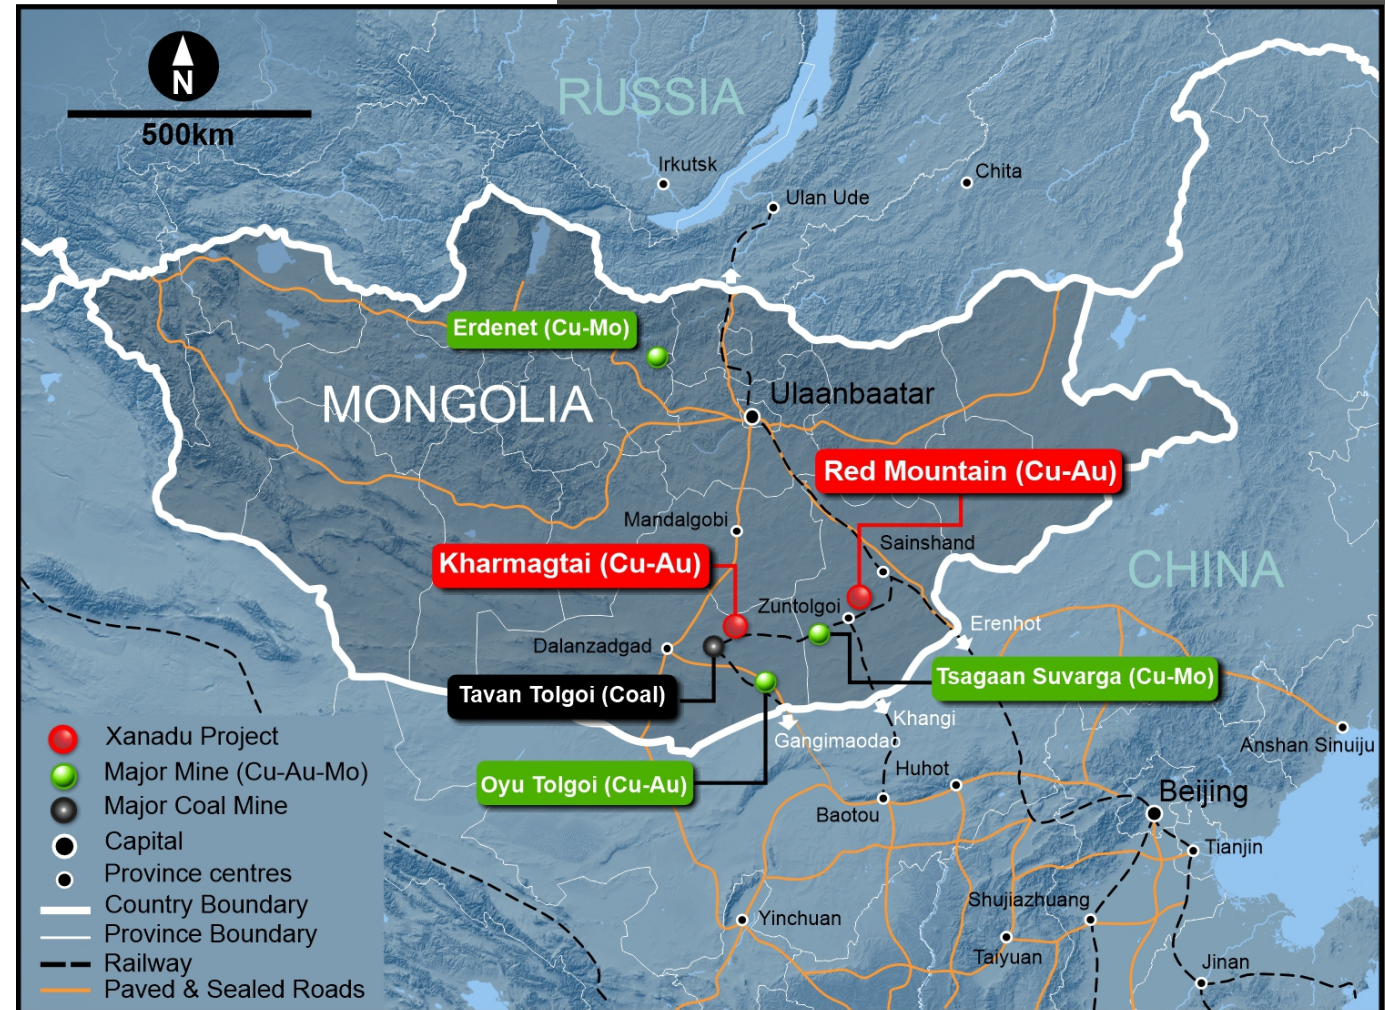 N
500km
RUSSIA
Irkutsk
Chita
Ulan Ude
Erdenet (Cu-Mo)
MONGOLIA
Ulaanbaatar
Red Mountain (Cu-Au)
Mandalgobi
Sainshand
Kharmagtai (Cu-Au)
CHINA
Zuntolgoi
Erenhot
Dalanzadgad
Tsagaan Suvarga (Cu-Mo)
Tavan Tolgoi (Coal)
Khangi
Gangimaodao
Anshan Sinuiju
Oyu Tolgoi (Cu-Au)
Huhot
Beijing
Baotou
Tianjin
Shujiazhuang
Yinchuan
Taiyuan
Jinan
Xanadu Project
Major Mine (Cu-Au-Mo)
Major Coal Mine
Capital
Province centres
Country Boundary
Province Boundary
Railway
Paved & Sealed Roads